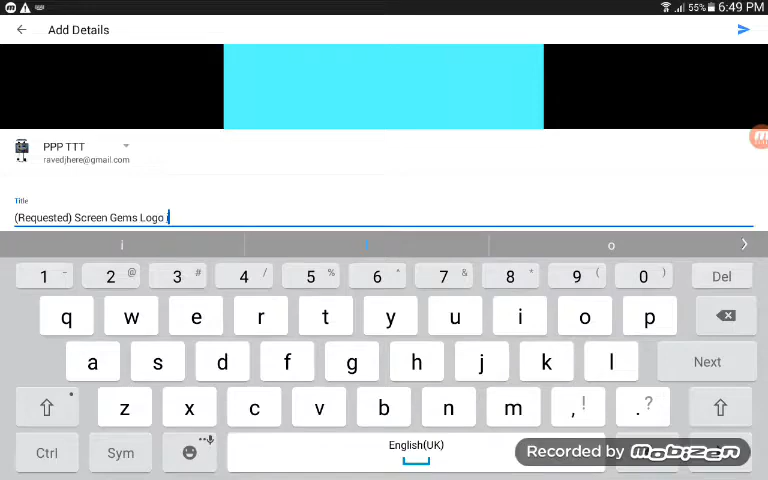 55% 6:49 PM
Add Details
PPP TTT
ravedjhere@gmail.com
Title
(Requested) Screen Gems Logo i
i I o
1 - 2 @ 3 # 4 / 5 % 6 ^ 7 & 8 * 9 ( 0 ) Del
q w e r t y u i o p
a s d f g h j k l Next
z x c v b n m , ! . ?
Ctrl Sym English(UK)
Recorded by mobizen